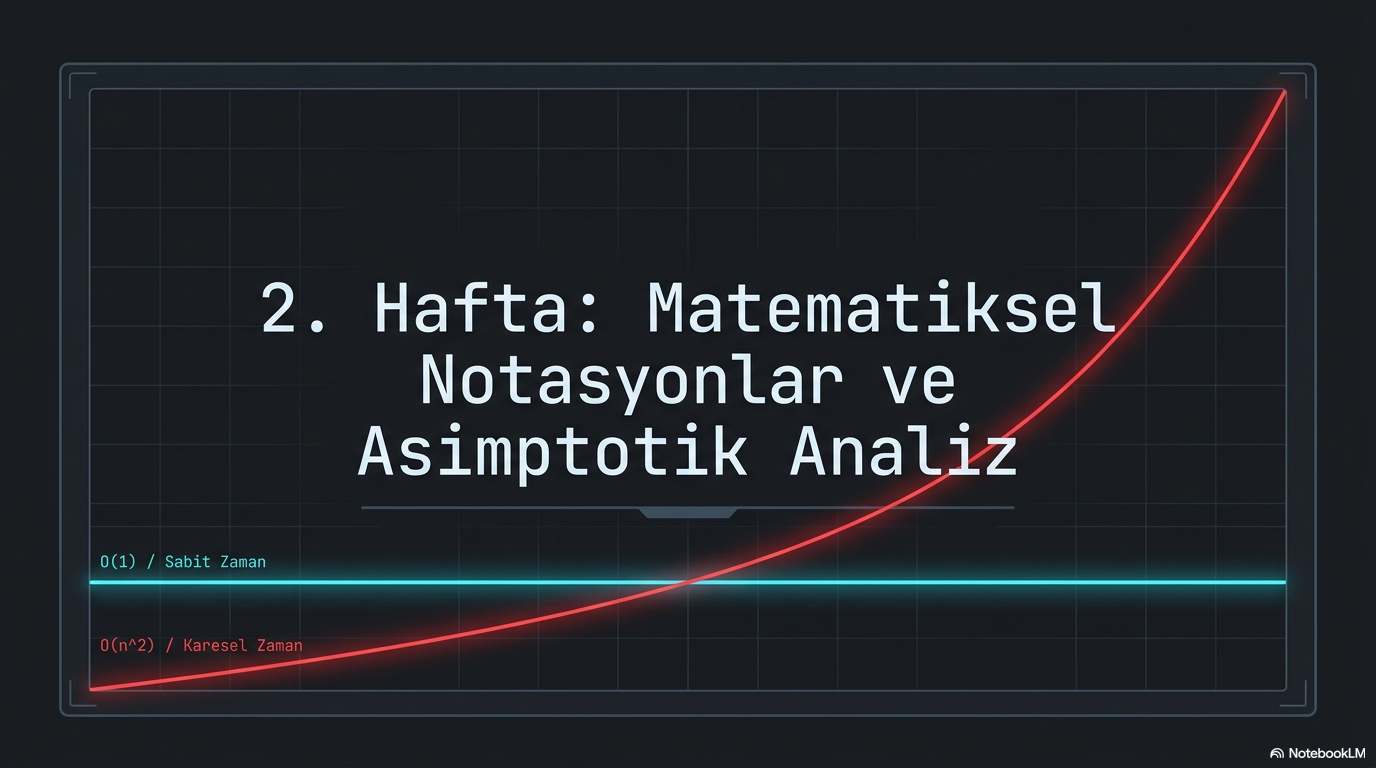 2. Hafta: Matematiksel
Notasyonlar ve
Asimptotik Analiz
O(1) / Sabit Zaman
O(n^2) / Karesel Zaman
NotebookLM